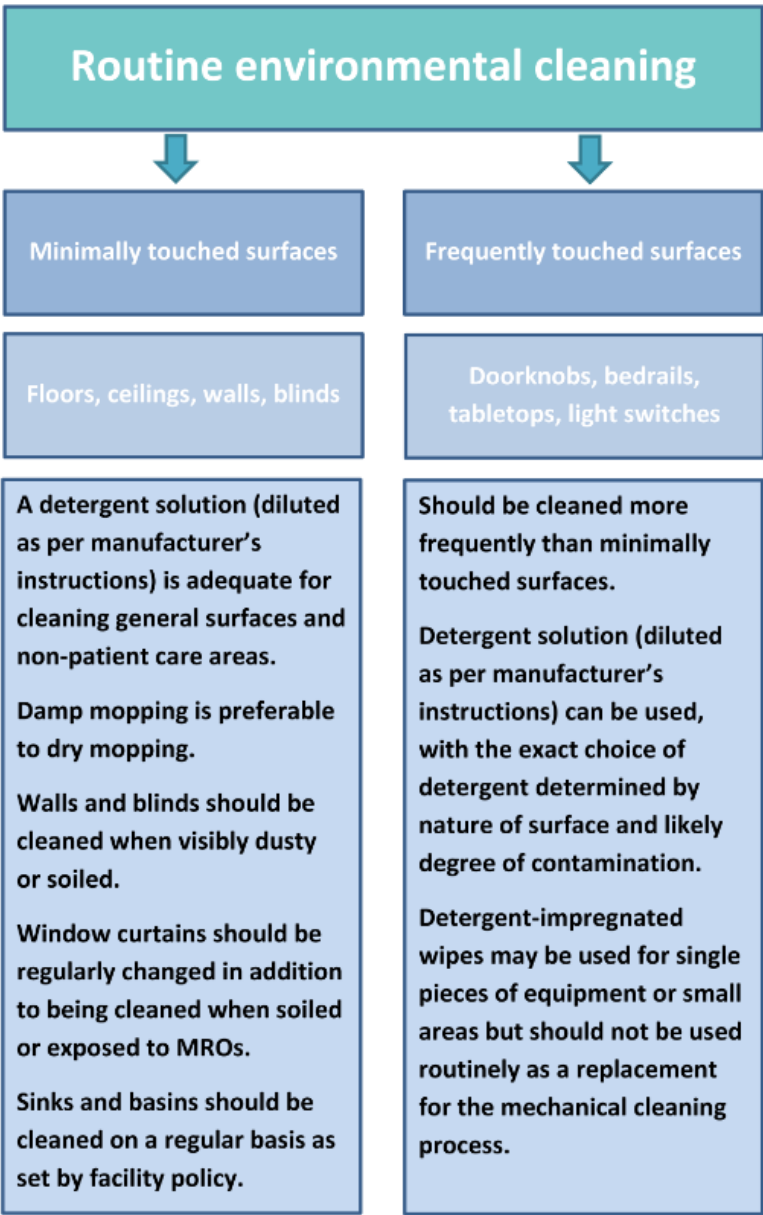 Routine environmental cleaning
Minimally touched surfaces
Floors, ceilings, walls, blinds
A detergent solution (diluted
as per manufacturer’s
instructions) is adequate for
cleaning general surfaces and
non-patient care areas.
Damp mopping is preferable
to dry mopping.
Walls and blinds should be
cleaned when visibly dusty
or soiled.
Window curtains should be
regularly changed in addition
to being cleaned when soiled
or exposed to MROs.
Sinks and basins should be
cleaned on a regular basis as
set by facility policy.
Frequently touched surfaces
Doorknobs, bedrails,
tabletops, light switches
Should be cleaned more
frequently than minimally
touched surfaces.
Detergent solution (diluted
as per manufacturer’s
instructions) can be used,
with the exact choice of
detergent determined by
nature of surface and likely
degree of contamination.
Detergent-impregnated
wipes may be used for single
pieces of equipment or small
areas but should not be used
routinely as a replacement
for the mechanical cleaning
process.